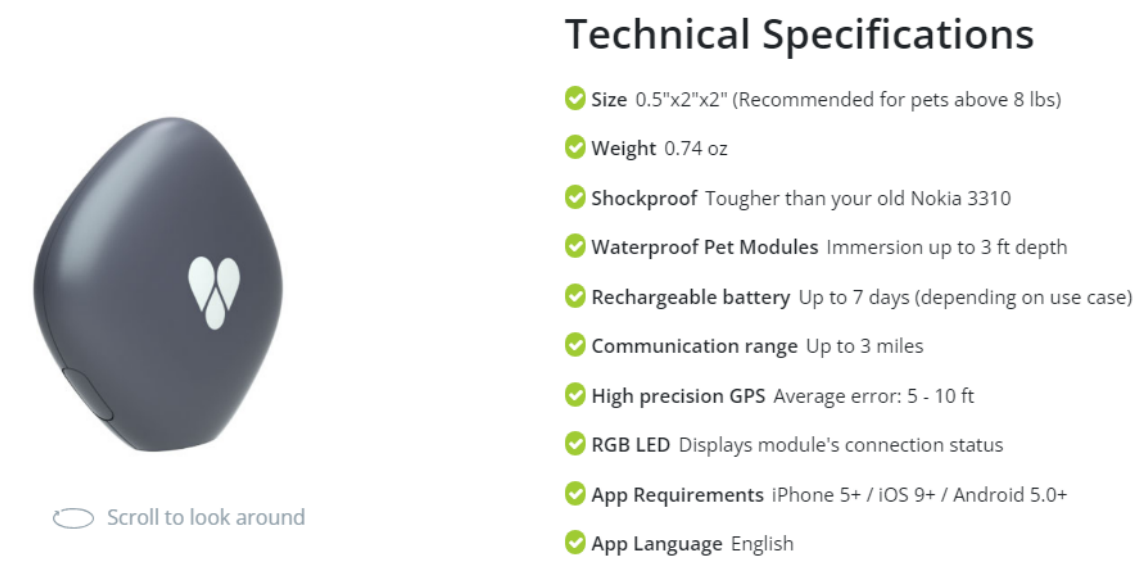 Technical Specifications
Size 0.5"x2"x2" (Recommended for pets above 8 lbs)
Weight 0.74 oz
Shockproof Tougher than your old Nokia 3310
Waterproof Pet Modules Immersion up to 3 ft depth
Rechargeable battery Up to 7 days (depending on use case)
Communication range Up to 3 miles
High precision GPS Average error: 5 - 10 ft
RGB LED Displays module's connection status
App Requirements iPhone 5+ / iOS 9+ / Android 5.0+
App Language English
Scroll to look around